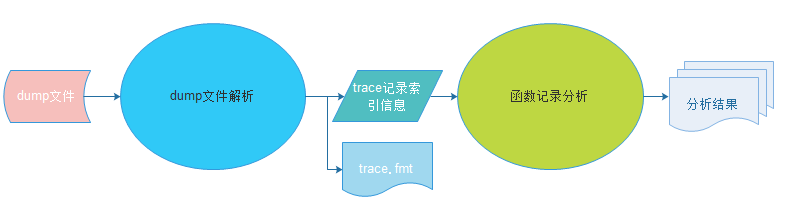 dump文件
dump文件解析
trace记录索
引信息
trace.fmt
函数记录分析
分析结果